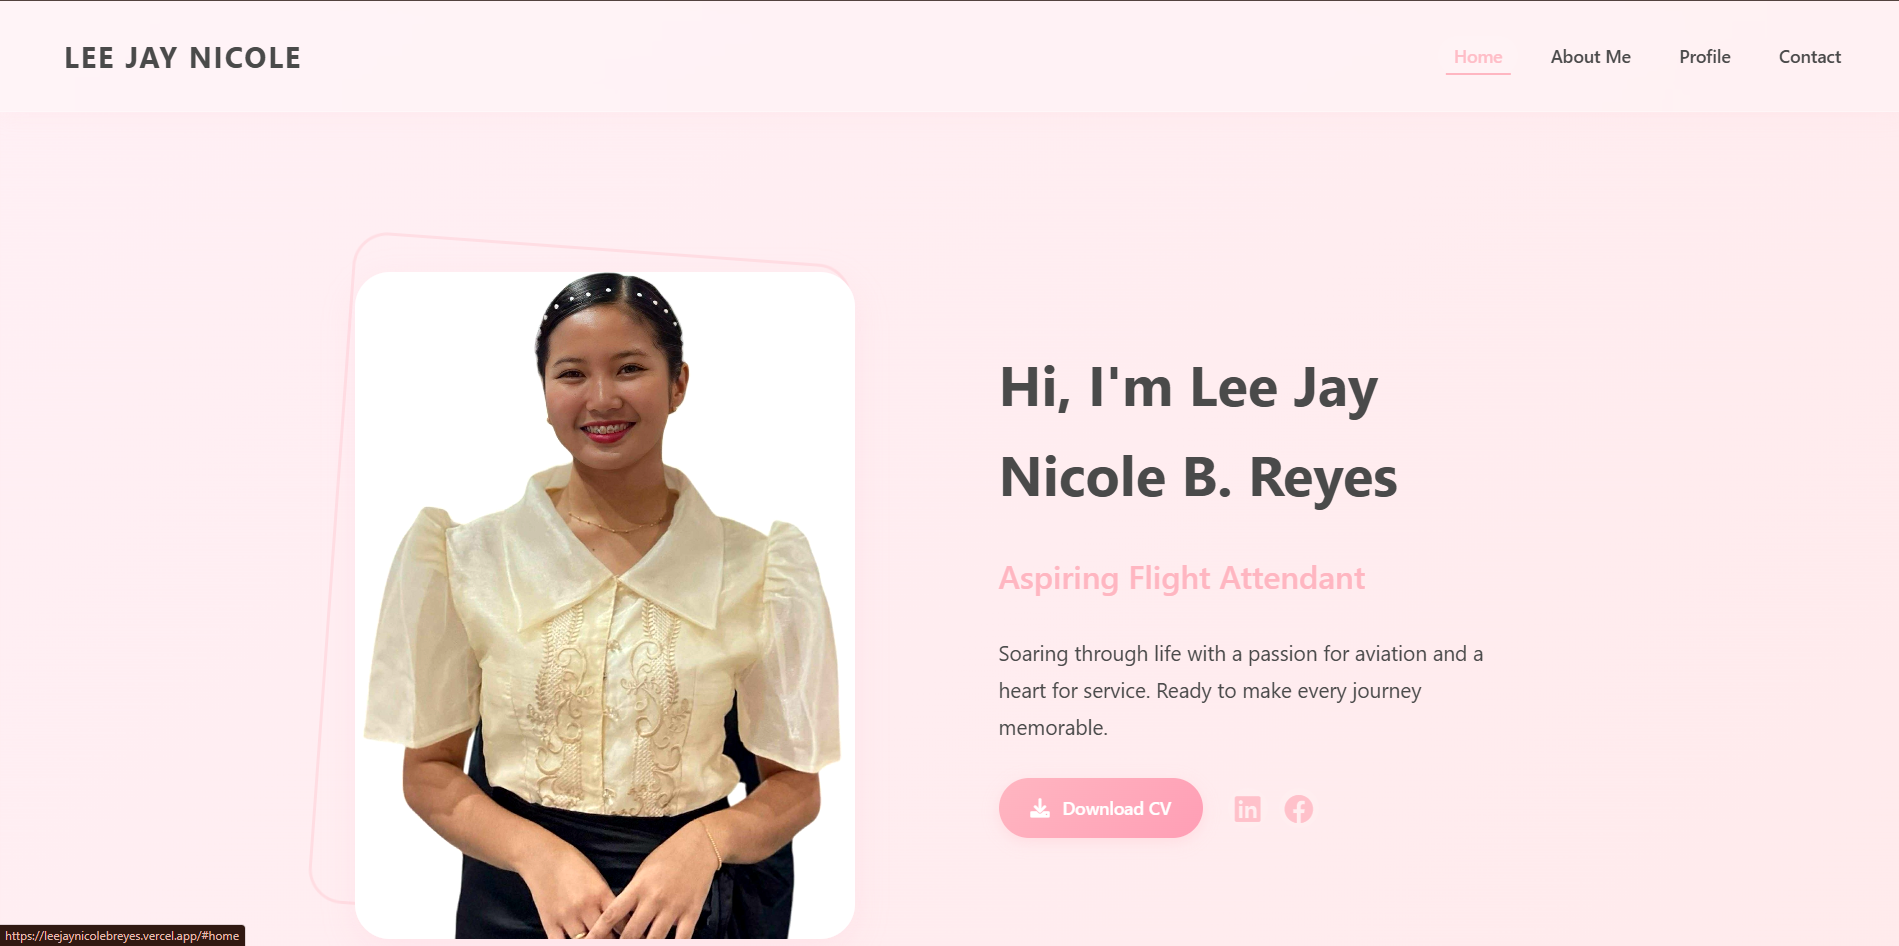 LEE JAY NICOLE
Home
About Me
Profile
Contact
Hi, I'm Lee Jay
Nicole B. Reyes
Aspiring Flight Attendant
Soaring through life with a passion for aviation and a
heart for service. Ready to make every journey
memorable.
Download CV
in
https://leejaynicolebreyes.vercel.app/#home